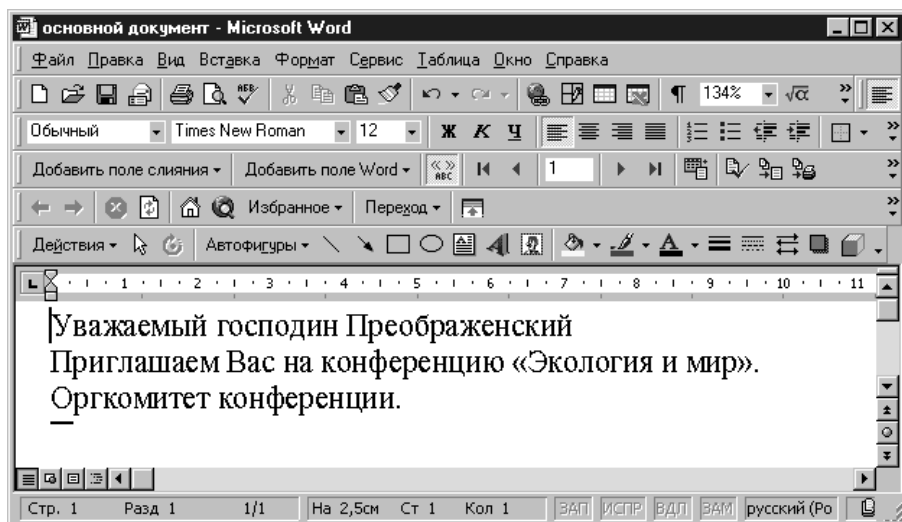 основной документ - Microsoft Word
Файл Правка Вид Вставка Формат Сервис Таблица Окно Справка
АБГ 134% √α »
Обычный Times New Roman 12 Ж К Ч »
Добавить поле слияния Добавить поле Word « » ABC 1 »
Избранное Переход »
Действия Автофигуры А
1 2 3 4 5 6 7 8 9 10 11
Уважаемый господин Преображенский
Приглашаем Вас на конференцию «Экология и мир».
Оргкомитет конференции.
Стр. 1 Разд 1 1/1 На 2,5см Ст 1 Кол 1 ЗАП ИСПР ВДЛ ЗАМ русский (Ро